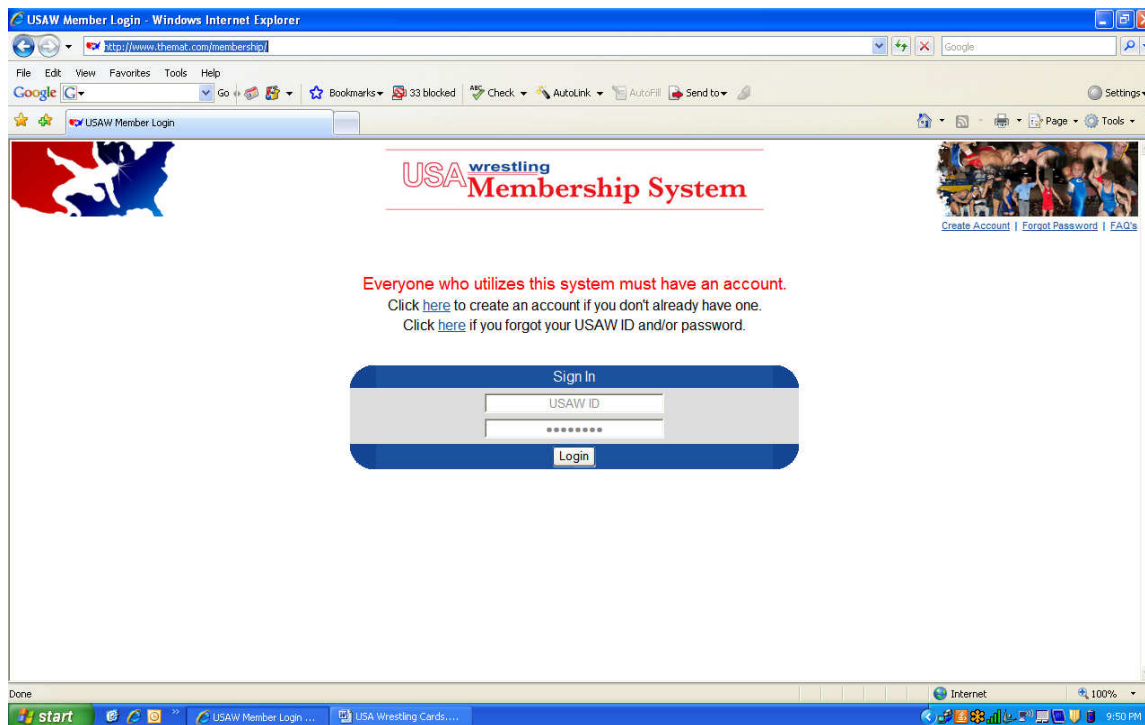 USAW Member Login - Windows Internet Explorer
http://www.themat.com/membership/
Google
File Edit View Favorites Tools Help
Google G Go Bookmarks 33 blocked ABC Check AutoLink AutoFill Send to Settings
USAW Member Login Page Tools
USA wrestling
Membership System
Create Account | Forgot Password | FAQ's
Everyone who utilizes this system must have an account.
Click here to create an account if you don't already have one.
Click here if you forgot your USAW ID and/or password.
Sign In
USAW ID
••••••••
Login
Done Internet 100%
start USAW Member Login ... USA Wrestling Cards.... 9:50 PM